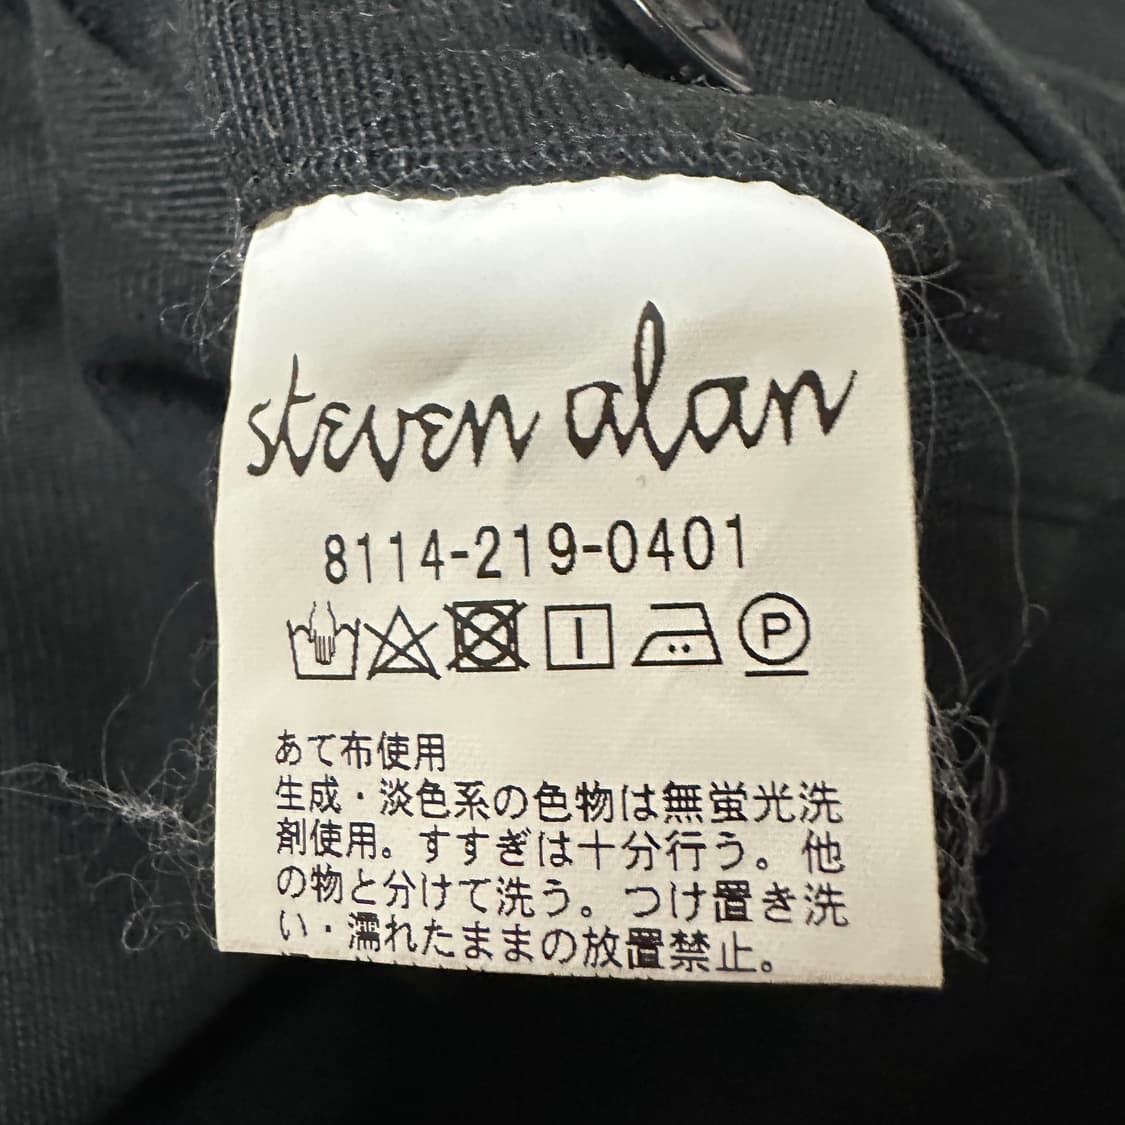 steven alan
8114-219-0401
P
あて布使用
生成・淡色系の色物は無蛍光洗
剤使用。すすぎは十分行う。他
の物と分けて洗う。つけ置き洗
い・濡れたままの放置禁止。